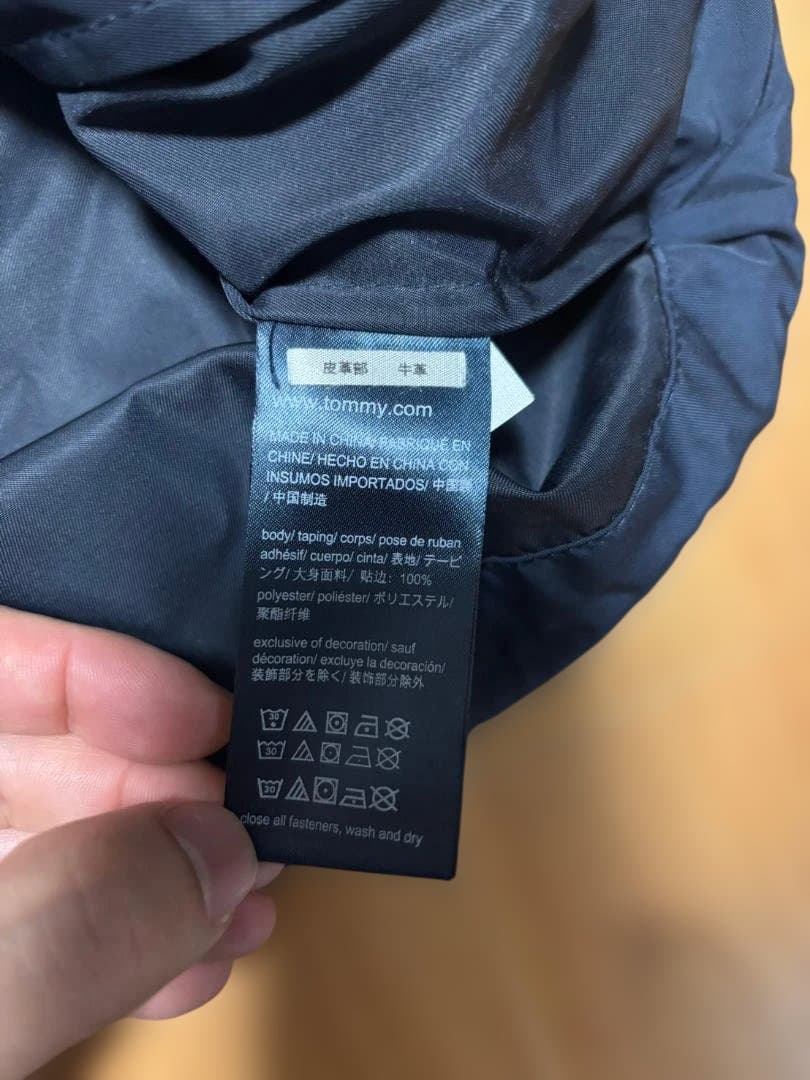 皮革部 牛革
www.tommy.com
MADE IN CHINA/ FABRIQUÉ EN
CHINE/ HECHO EN CHINA CON
INSUMOS IMPORTADOS/ 中国製
/ 中国制造
body/ taping/ corps/ pose de ruban
adhésif/ cuerpo/ cinta/ 表地/ テーピ
ング/ 大身面料/ 贴边: 100%
polyester/ poliéster/ ポリエステル/
聚酯纤维
exclusive of decoration/ sauf
décoration/ excluye la decoración/
装飾部分を除く/ 装饰部分除外
30
30
30
close all fasteners, wash and dry